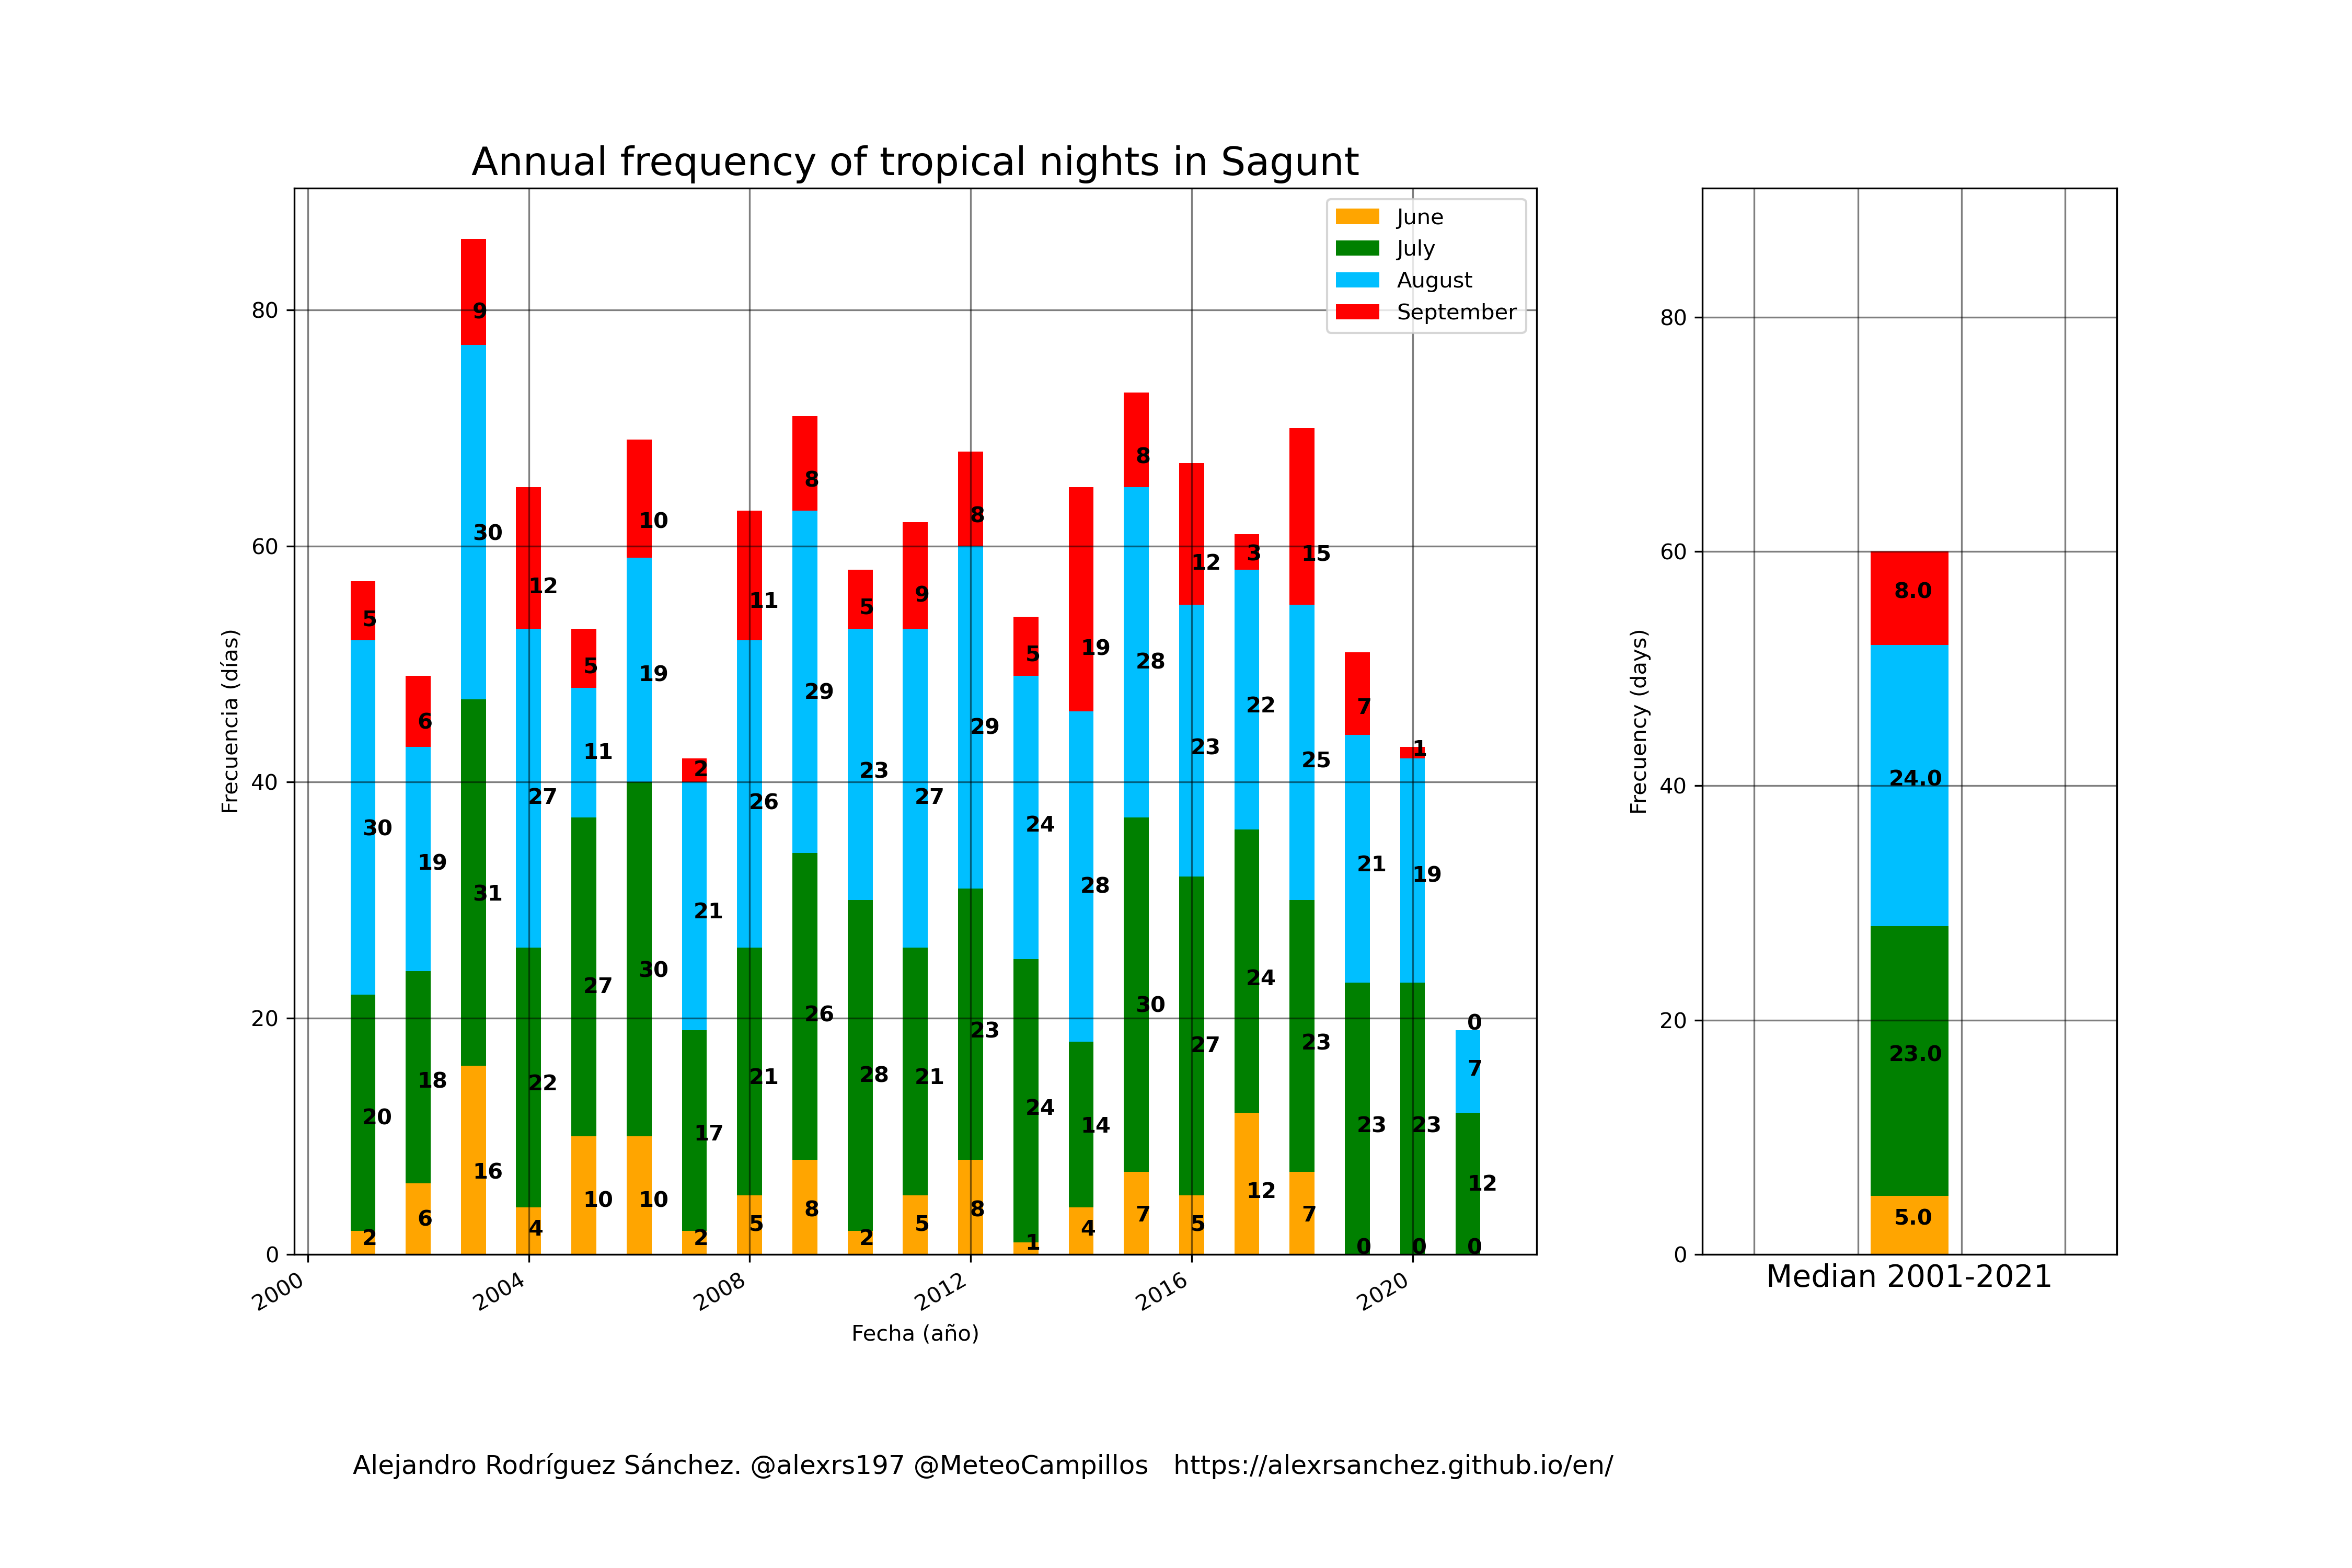 Annual frequency of tropical nights in Sagunt
June
July
August
September
Frecuencia (días)
80
60
40
20
0
5 30 20 2
6 19 18 6
9 30 31 16
12 27 22 4
5 11 27 10
10 19 30 10
2 21 17 2
11 26 21 5
8 29 26 8
5 23 28 2
9 27 21 5
8 29 23 8
5 24 24 1
19 28 14 4
8 28 30 7
12 23 27 5
3 22 24 12
15 25 23 7
7 21 23 0
1 19 23 0
0 7 12 0
2000 2004 2008 2012 2016 2020
Fecha (año)
Frecuency (days)
80
60
40
20
0
8.0
24.0
23.0
5.0
Median 2001-2021
Alejandro Rodríguez Sánchez. @alexrs197 @MeteoCampillos https://alexrsanchez.github.io/en/